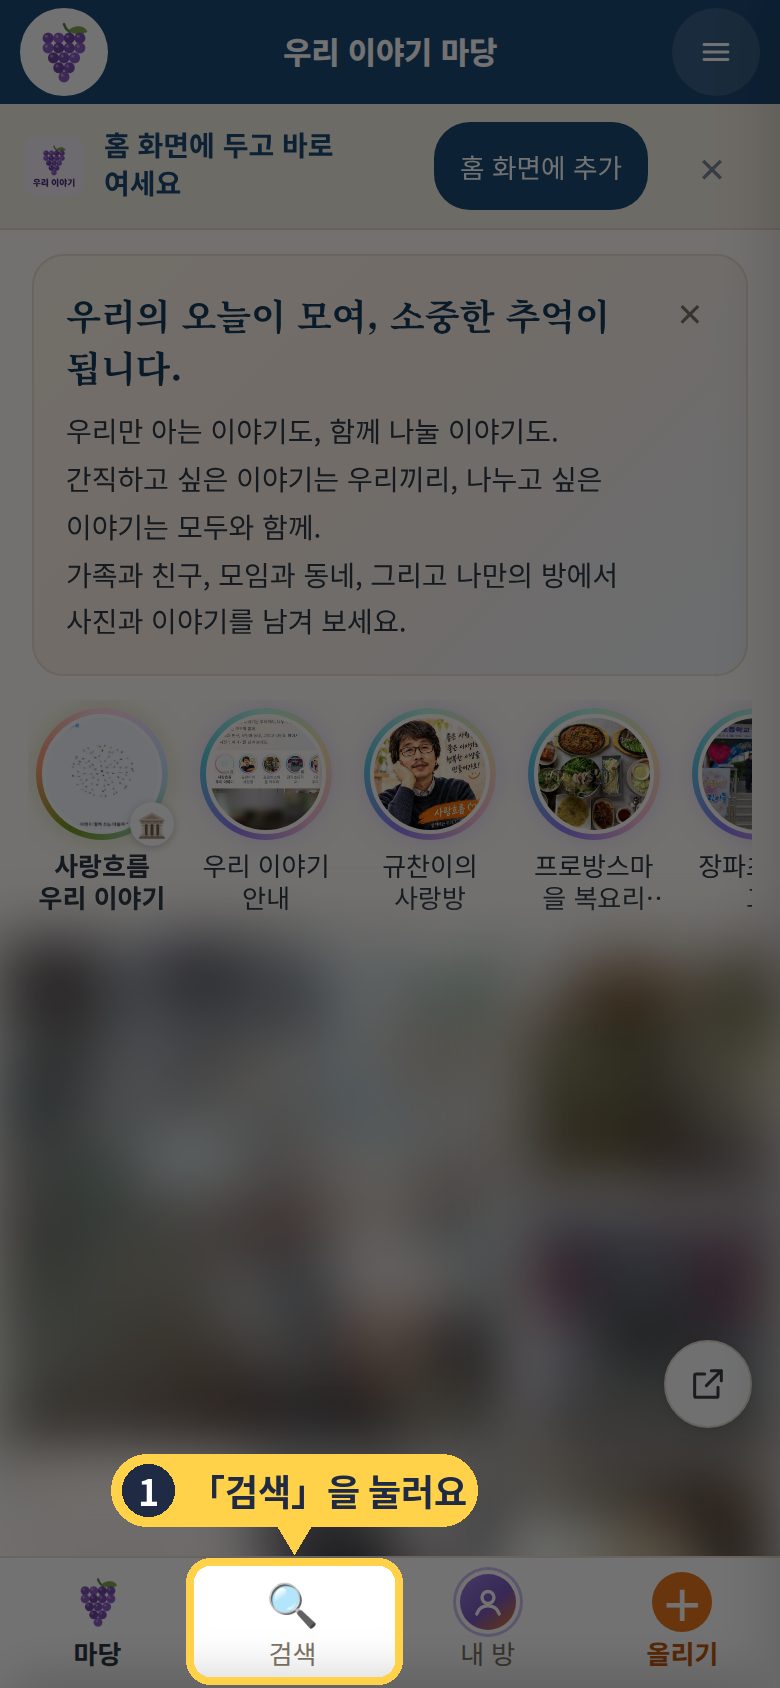 우리 이야기 마당
우리 이야기
홈 화면에 두고 바로
여세요
홈 화면에 추가
우리의 오늘이 모여, 소중한 추억이
됩니다.
우리만 아는 이야기도, 함께 나눌 이야기도.
간직하고 싶은 이야기는 우리끼리, 나누고 싶은
이야기는 모두와 함께.
가족과 친구, 모임과 동네, 그리고 나만의 방에서
사진과 이야기를 남겨 보세요.
사랑흐름
우리 이야기
우리 이야기
안내
규찬이의
사랑방
프로방스마
을 복요리··
장파
1 「검색」을 눌러요
마당
검색
내 방
올리기